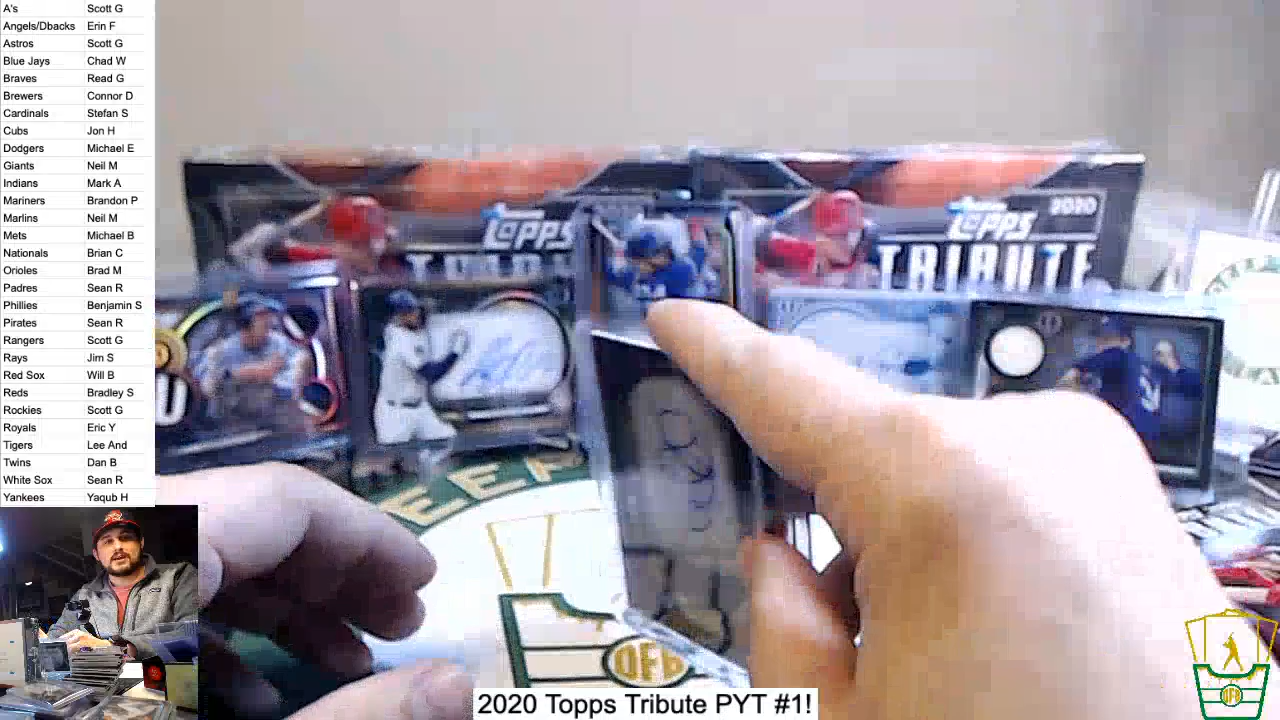 A's Scott G
Angels/Dbacks Erin F
Astros Scott G
Blue Jays Chad W
Braves Read G
Brewers Connor D
Cardinals Stefan S
Cubs Jon H
Dodgers Michael E
Giants Neil M
Indians Mark A
Mariners Brandon P
Marlins Neil M
Mets Michael B
Nationals Brian C
Orioles Brad M
Padres Sean R
Phillies Benjamin S
Pirates Sean R
Rangers Scott G
Rays Jim S
Red Sox Will B
Reds Bradley S
Rockies Scott G
Royals Eric Y
Tigers Lee And
Twins Dan B
White Sox Sean R
Yankees Yaqub H
Topps
Topps 2020
TRIBUTE
OFB
OFB
2020 Topps Tribute PYT #1!